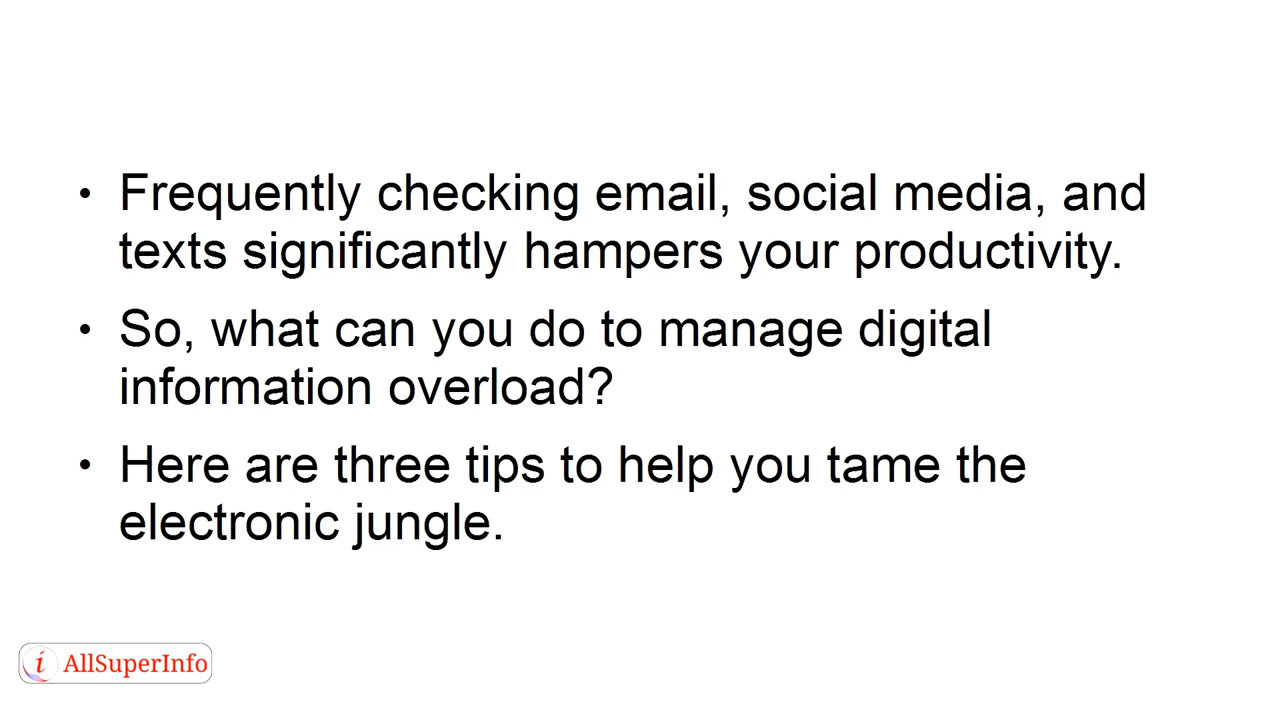 • Frequently checking email, social media, and
texts significantly hampers your productivity.
• So, what can you do to manage digital
information overload?
• Here are three tips to help you tame the
electronic jungle.
i AllSuperInfo